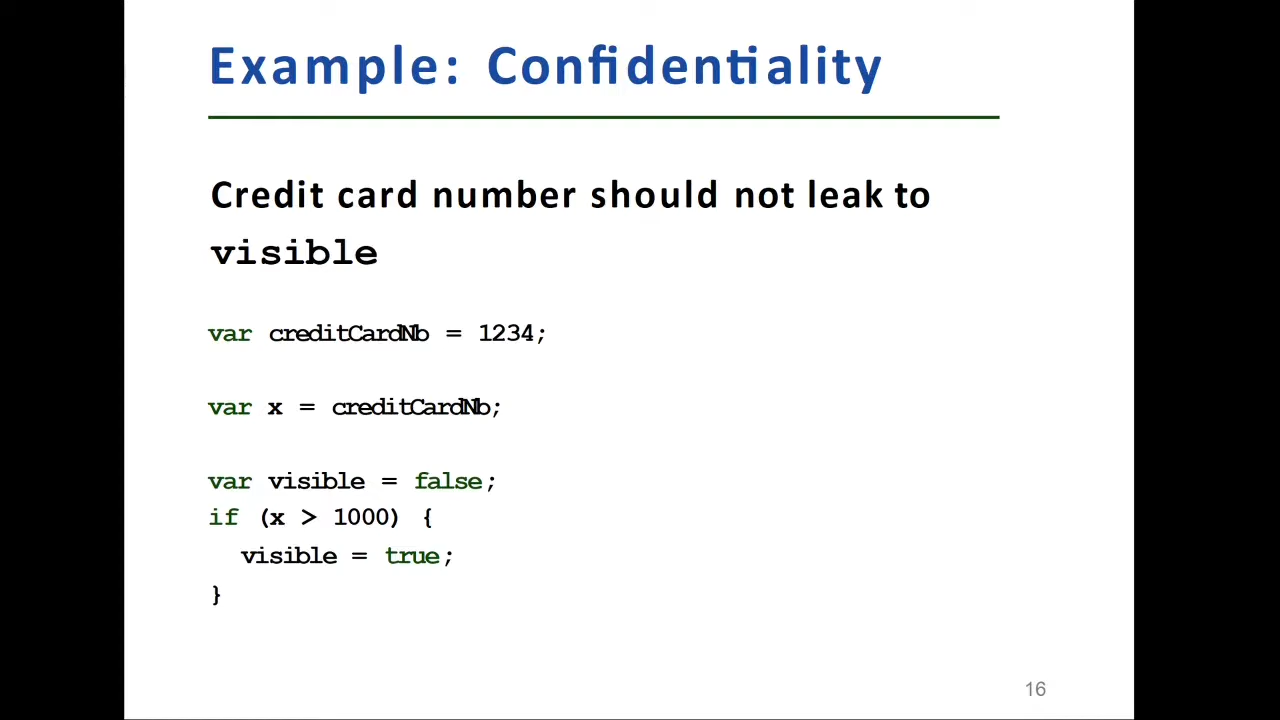 Example: Confidentiality
Credit card number should not leak to
visible
var creditCardNb = 1234;
var x = creditCardNb;
var visible = false;
if (x > 1000) {
visible = true;
}
16